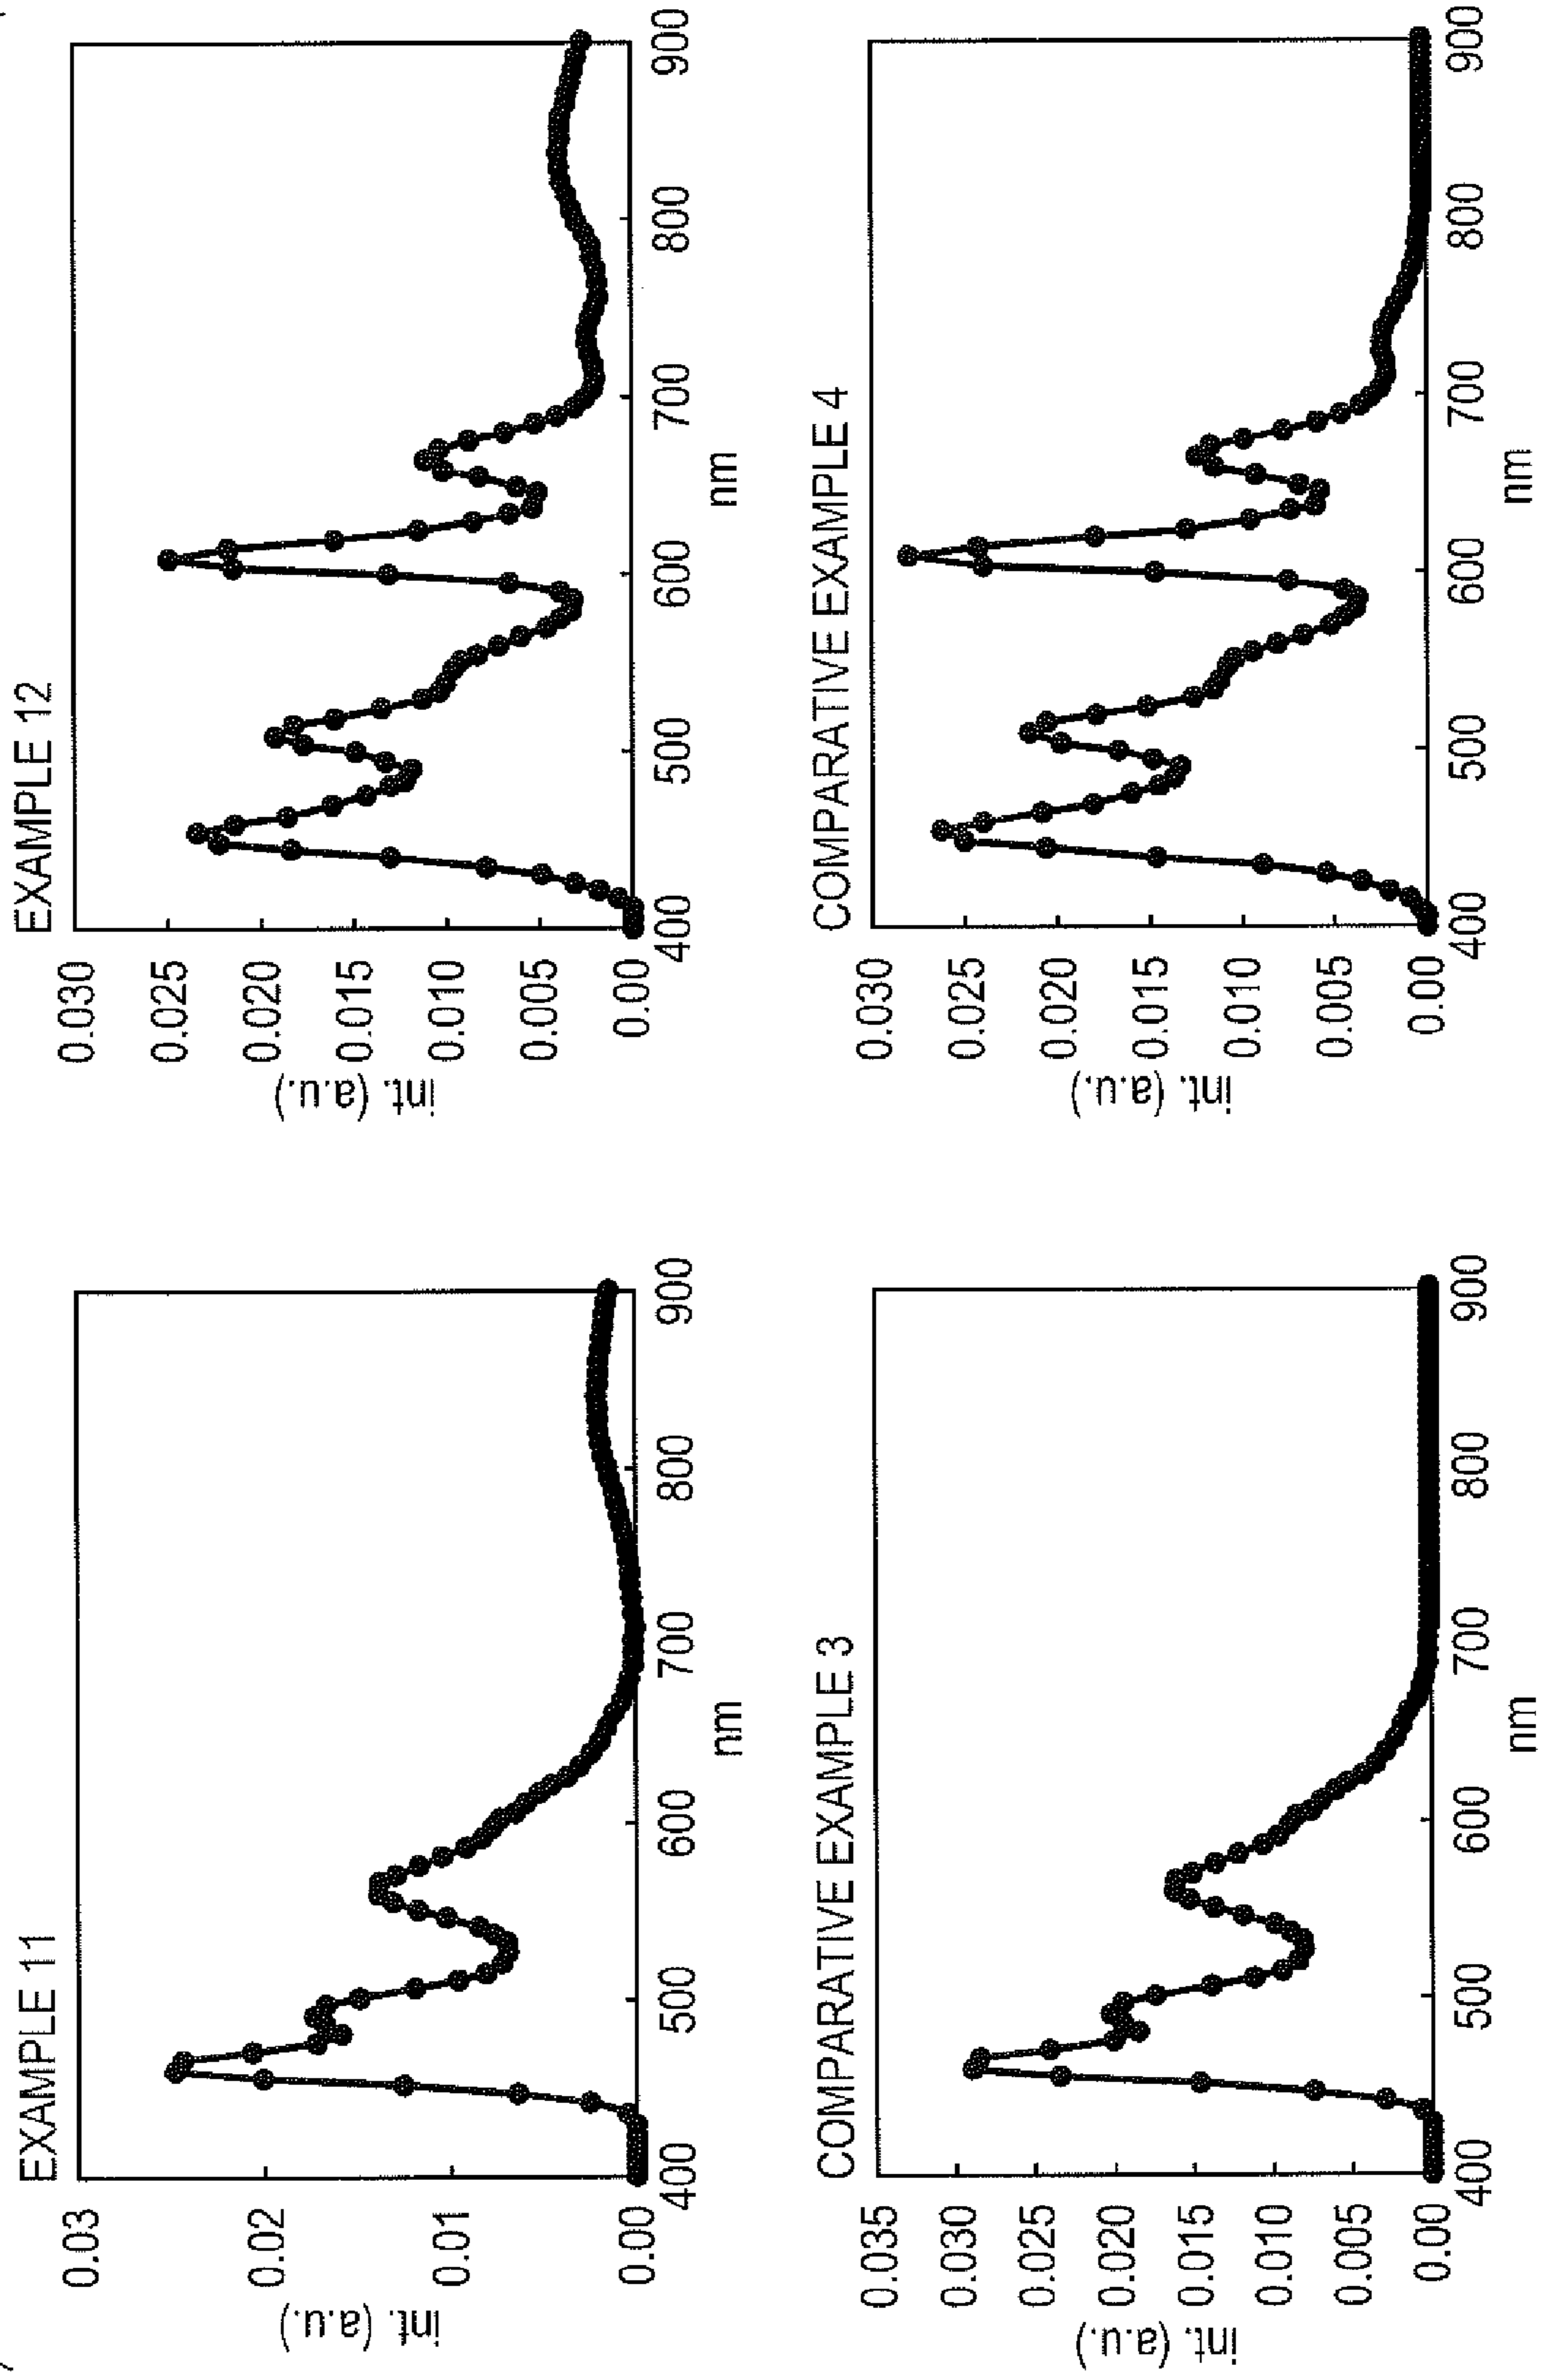 EXAMPLE 11
int. (a.u.)
0.03
0.02
0.01
0.00
400 500 600 700 800 900
nm
EXAMPLE 12
int. (a.u.)
0.030
0.025
0.020
0.015
0.010
0.005
0.00
400 500 600 700 800 900
nm
COMPARATIVE EXAMPLE 3
int. (a.u.)
0.035
0.030
0.025
0.020
0.015
0.010
0.005
0.00
400 500 600 700 800 900
nm
COMPARATIVE EXAMPLE 4
int. (a.u.)
0.030
0.025
0.020
0.015
0.010
0.005
0.00
400 500 600 700 800 900
nm